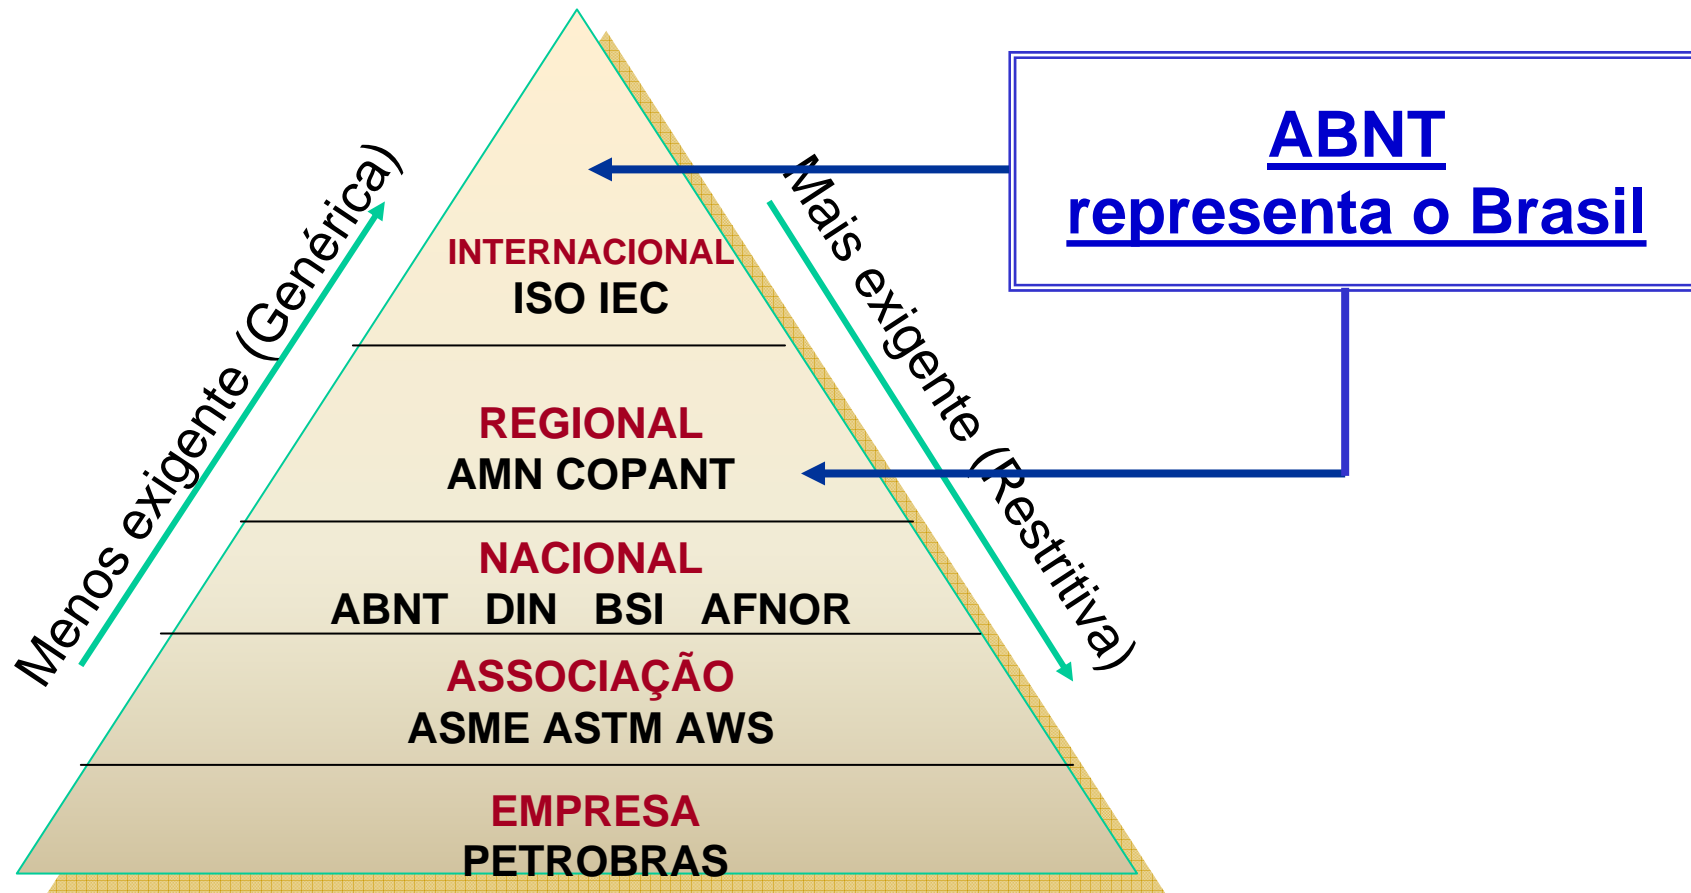 ABNT
representa o Brasil
Menos exigente (Genérica)
Mais exigente (Restritiva)
INTERNACIONAL
ISO IEC
REGIONAL
AMN COPANT
NACIONAL
ABNT DIN BSI AFNOR
ASSOCIAÇÃO
ASME ASTM AWS
EMPRESA
PETROBRAS